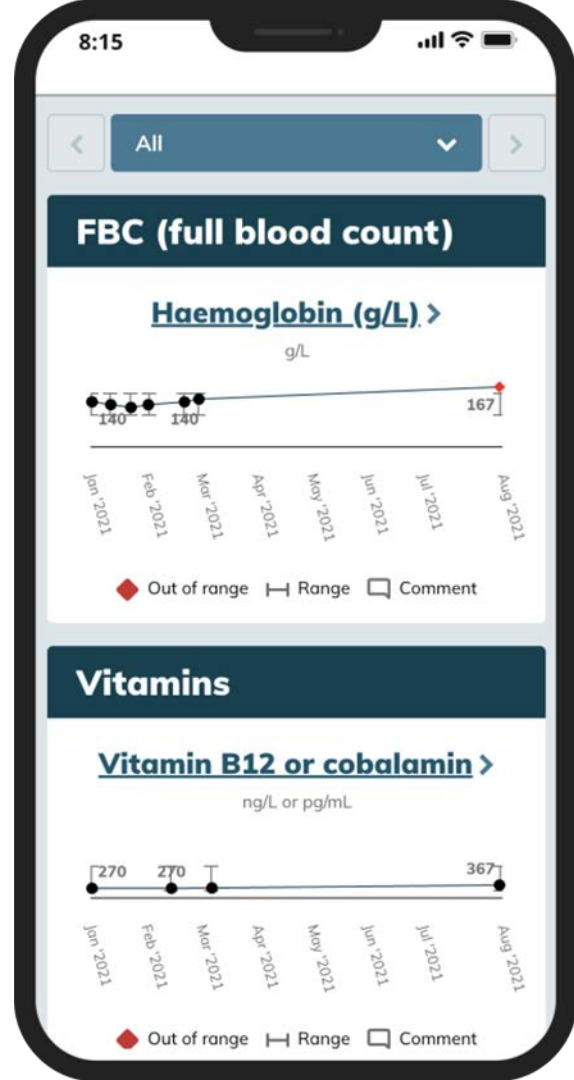 8:15
All
FBC (full blood count)
Haemoglobin (g/L)
g/L
140 140 167
Jan '2021 Feb '2021 Mar '2021 Apr '2021 May '2021 Jun '2021 Jul '2021 Aug '2021
Out of range Range Comment
Vitamins
Vitamin B12 or cobalamin
ng/L or pg/mL
270 270 367
Jan '2021 Feb '2021 Mar '2021 Apr '2021 May '2021 Jun '2021 Jul '2021 Aug '2021
Out of range Range Comment